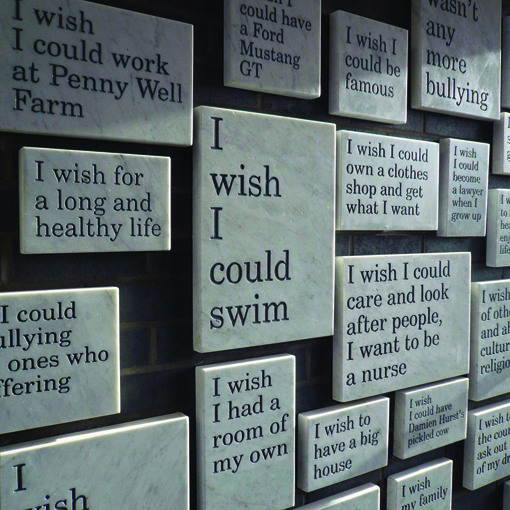 I wish
I could work
at Penny Well
Farm
could have
a Ford
Mustang
GT
I wish I
could be
famous
wasn't
any
more
bullying
I wish for
a long and
healthy life
I
wish
I
could
swim
I wish I could
own a clothes
shop and get
what I want
I wish
I could
become
a lawyer
when I
grow up
I could
ones who
I wish I could
care and look
after people,
I want to be
a nurse
I wish
of oth
and ab
cultur
religio
I wish
I had a
room of
my own
I wish to
have a big
house
I wish
I could have
Damien Hurst's
pickled cow
I wish t
the cou
ask out
of my dr
I
wish
I wish
my family